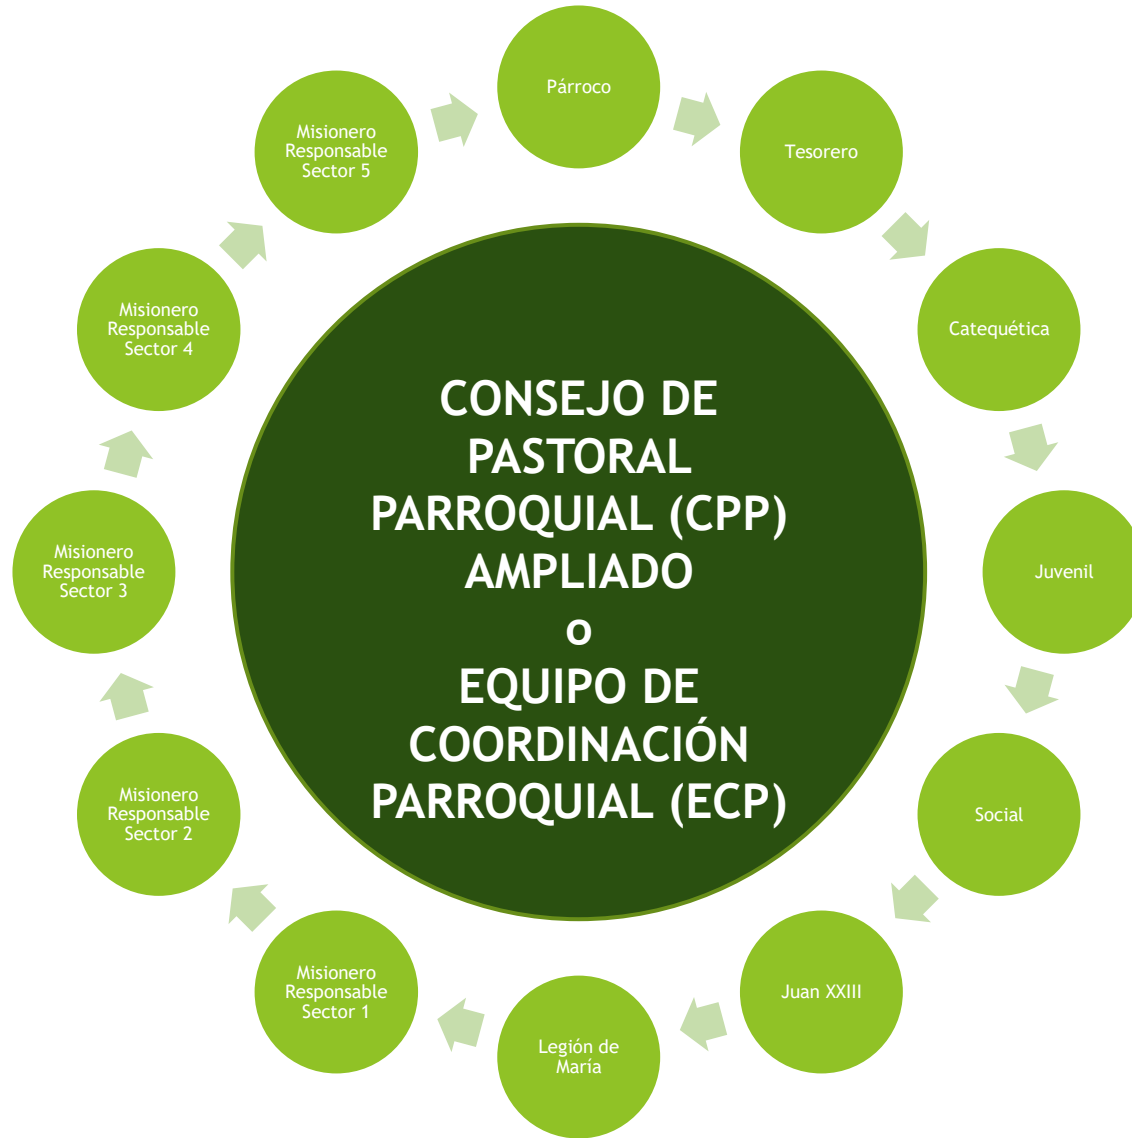 Párroco
Tesorero
Catequética
Juvenil
Social
Juan XXIII
Legión de
María
Misionero
Responsable
Sector 1
Misionero
Responsable
Sector 2
Misionero
Responsable
Sector 3
Misionero
Responsable
Sector 4
Misionero
Responsable
Sector 5
CONSEJO DE
PASTORAL
PARROQUIAL (CPP)
AMPLIADO
o
EQUIPO DE
COORDINACIÓN
PARROQUIAL (ECP)